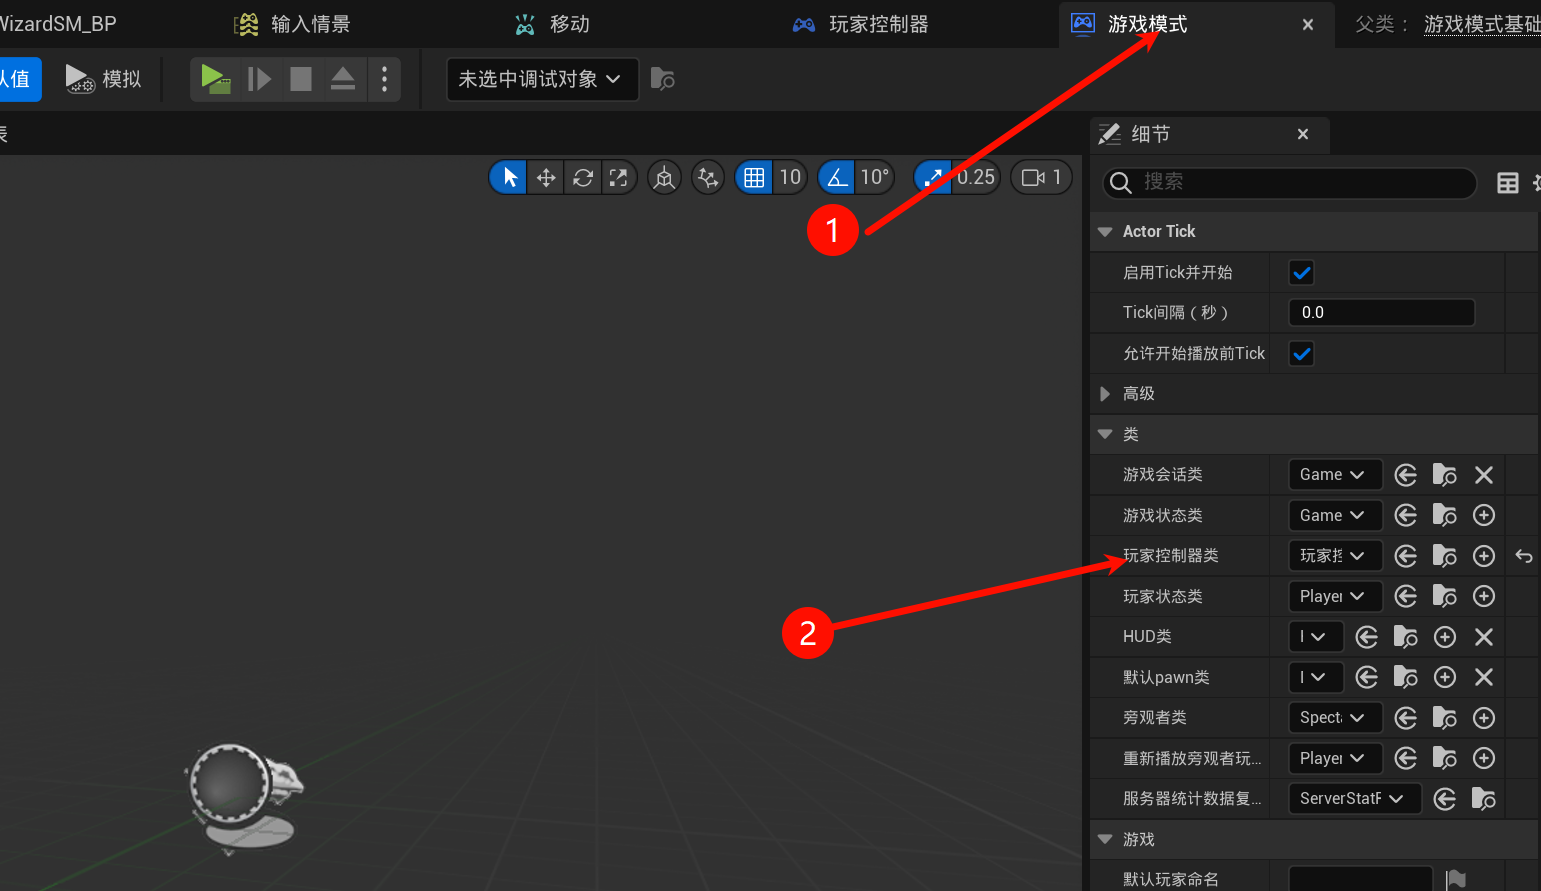 WizardSM_BP
输入情景
移动
玩家控制器
游戏模式
父类：
游戏模式基础
认值
模拟
未选中调试对象
细节
10
10°
0.25
1
搜索
1
Actor Tick
启用Tick并开始
Tick间隔（秒）
0.0
允许开始播放前Tick
高级
类
游戏会话类
Game
游戏状态类
Game
玩家控制器类
玩家控
玩家状态类
Player
2
HUD类
默认pawn类
旁观者类
Specta
重新播放旁观者玩...
Player
服务器统计数据复...
ServerStatR
游戏
默认玩家命名